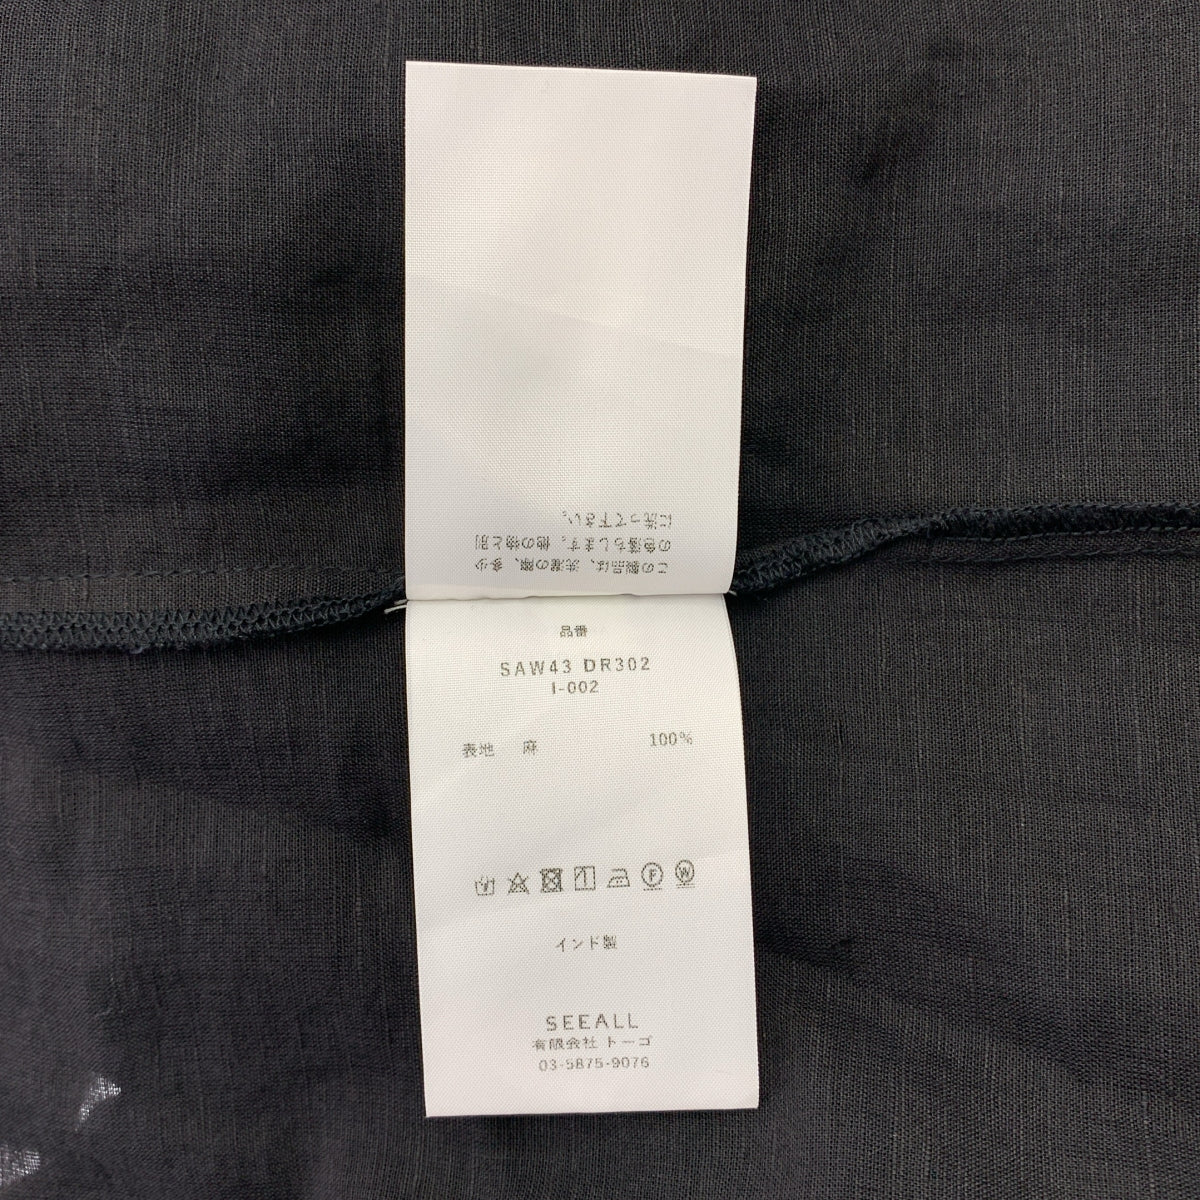 この製品は、洗濯の際、多少
の色落ちします。他の物と別
に洗って下さい。
品番
SAW43 DR302
I-002
表地 麻 100%
F W
インド製
SEEALL
有限会社 トーゴ
03-5875-9076